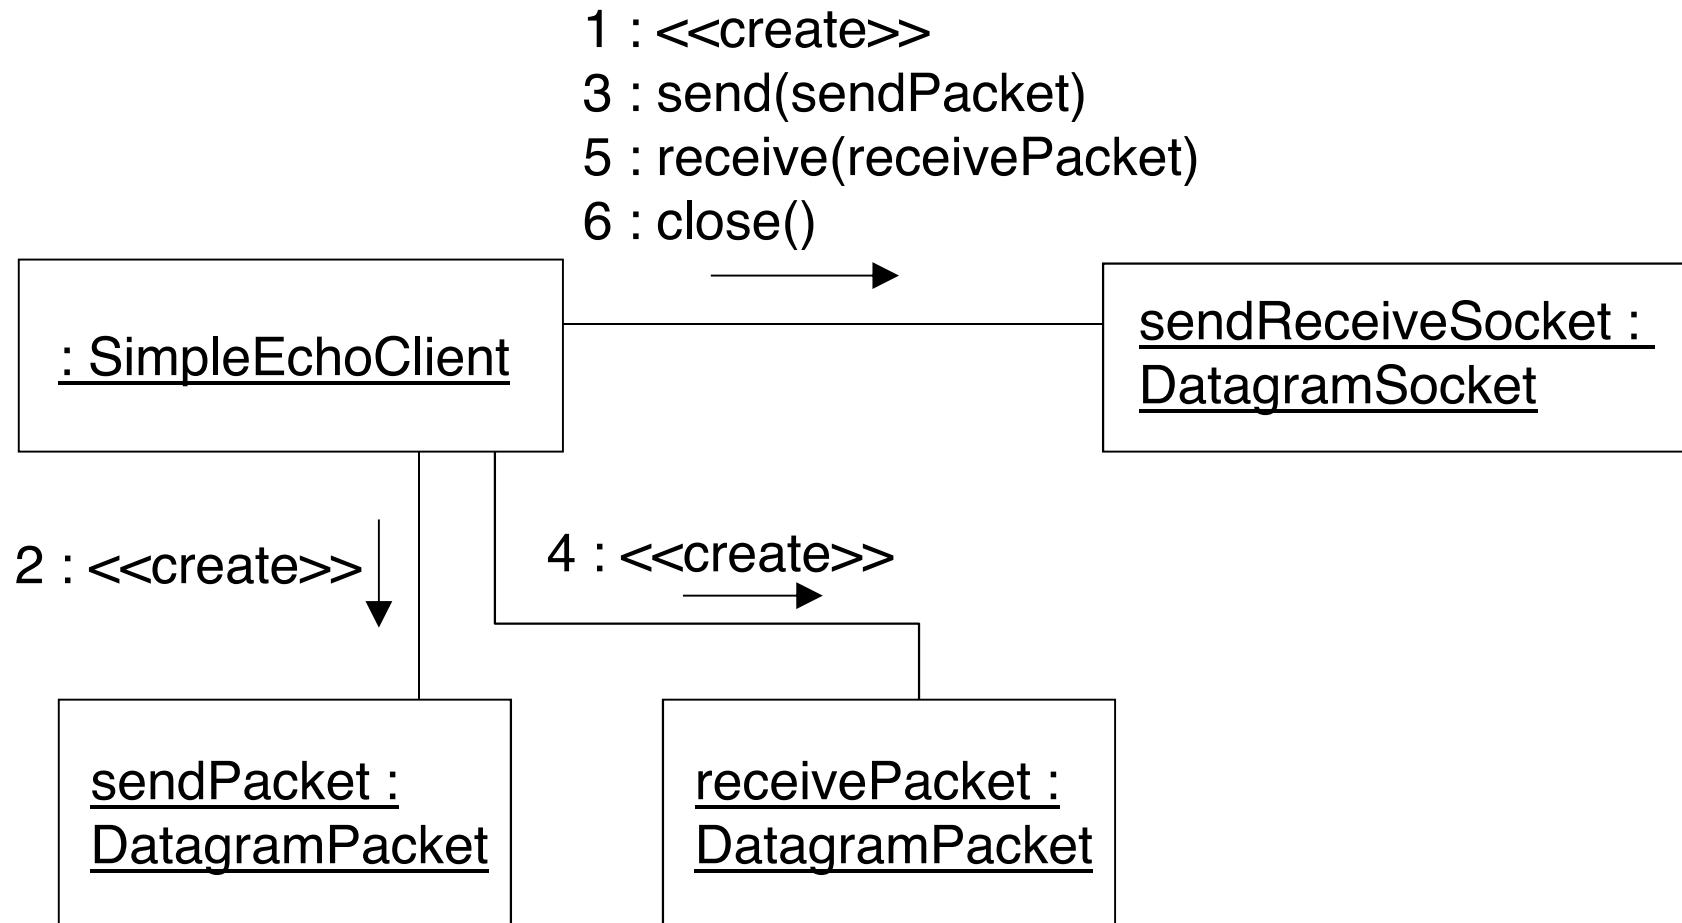 1 : <<create>>
3 : send(sendPacket)
5 : receive(receivePacket)
6 : close()
: SimpleEchoClient
sendReceiveSocket :
DatagramSocket
2 : <<create>>
4 : <<create>>
sendPacket :
DatagramPacket
receivePacket :
DatagramPacket